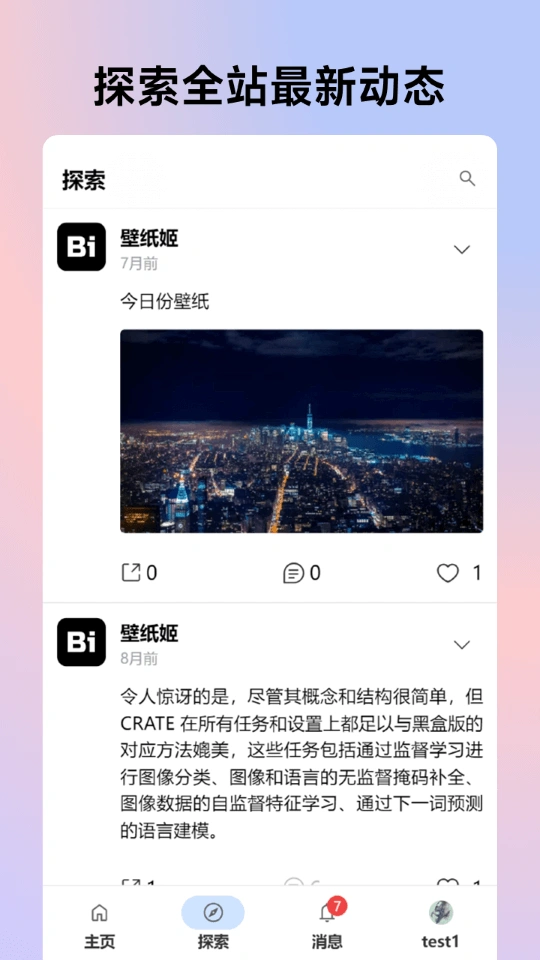 探索全站最新动态
探索
Bi
壁纸姬
7月前
今日份壁纸
0
0
1
Bi
壁纸姬
8月前
令人惊讶的是，尽管其概念和结构很简单，但
CRATE 在所有任务和设置上都足以与黑盒版的
对应方法媲美，这些任务包括通过监督学习进
行图像分类、图像和语言的无监督掩码补全、
图像数据的自监督特征学习、通过下一词预测
的语言建模。
7
主页
探索
消息
test1